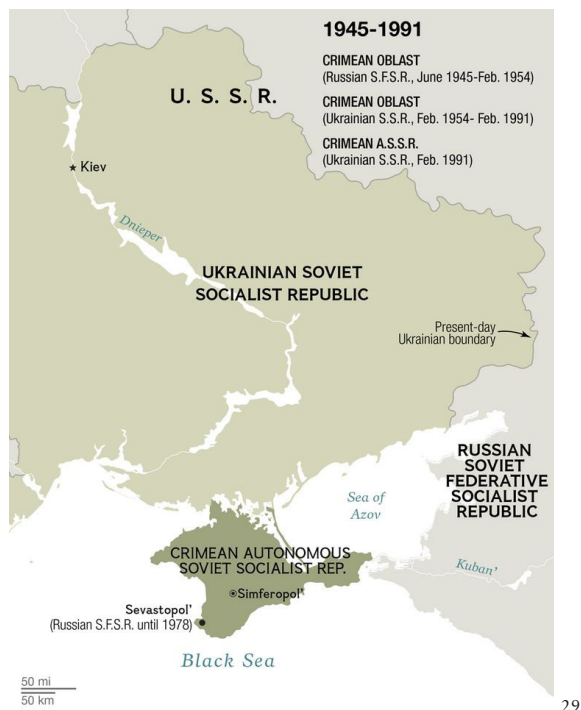 1945-1991
CRIMEAN OBLAST
(Russian S.F.S.R., June 1945-Feb. 1954)
CRIMEAN OBLAST
(Ukrainian S.S.R., Feb. 1954- Feb. 1991)
CRIMEAN A.S.S.R.
(Ukrainian S.S.R., Feb. 1991)
U. S. S. R.
Kiev
Dnieper
UKRAINIAN SOVIET
SOCIALIST REPUBLIC
Present-day
Ukrainian boundary
RUSSIAN
SOVIET
FEDERATIVE
SOCIALIST
REPUBLIC
Sea of
Azov
Kuban'
CRIMEAN AUTONOMOUS
SOVIET SOCIALIST REP.
Simferopol'
Sevastopol'
(Russian S.F.S.R. until 1978)
Black Sea
50 mi
50 km
29